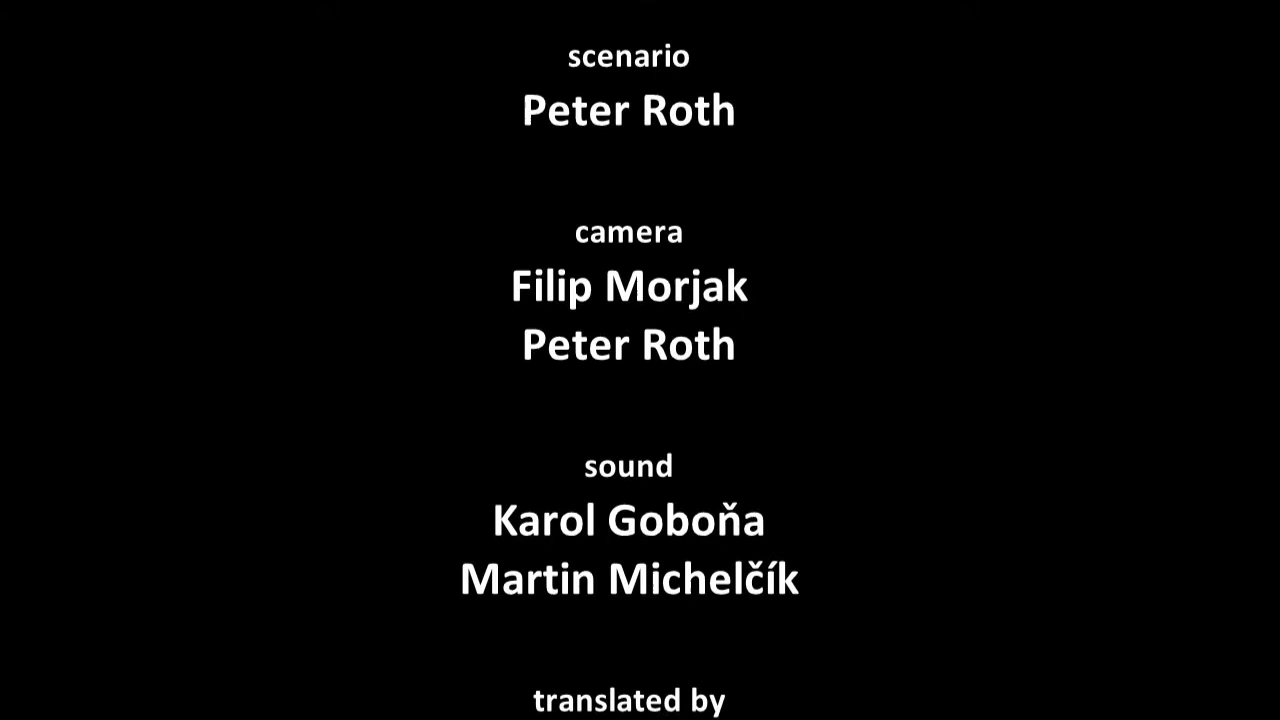 scenario
Peter Roth
camera
Filip Morjak
Peter Roth
sound
Karol Goboňa
Martin Michelčík
translated by